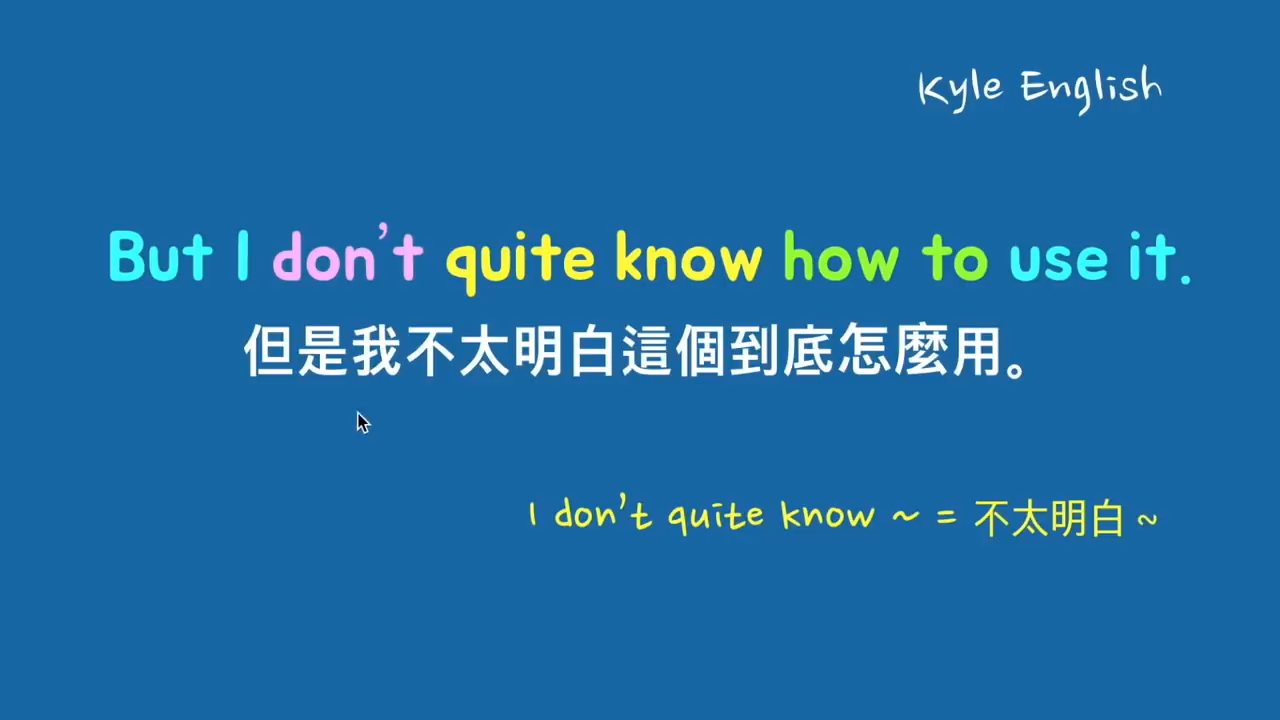 Kyle English
But I don't quite know how to use it.
但是我不太明白這個到底怎麼用。
I don't quite know ~ = 不太明白 ~